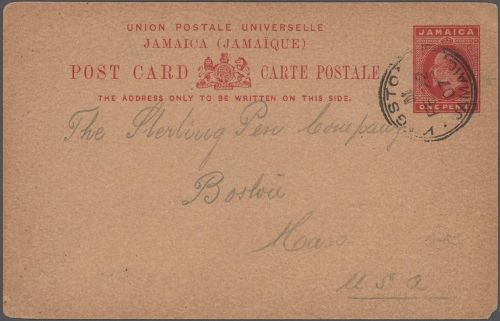 UNION POSTALE UNIVERSELLE
JAMAICA (JAMAÏQUE)
POST CARD CARTE POSTALE
THE ADDRESS ONLY TO BE WRITTEN ON THIS SIDE.
JAMAICA
ONE PENNY
The Sterling Pen Company
Boston
Mass
U.S.A.